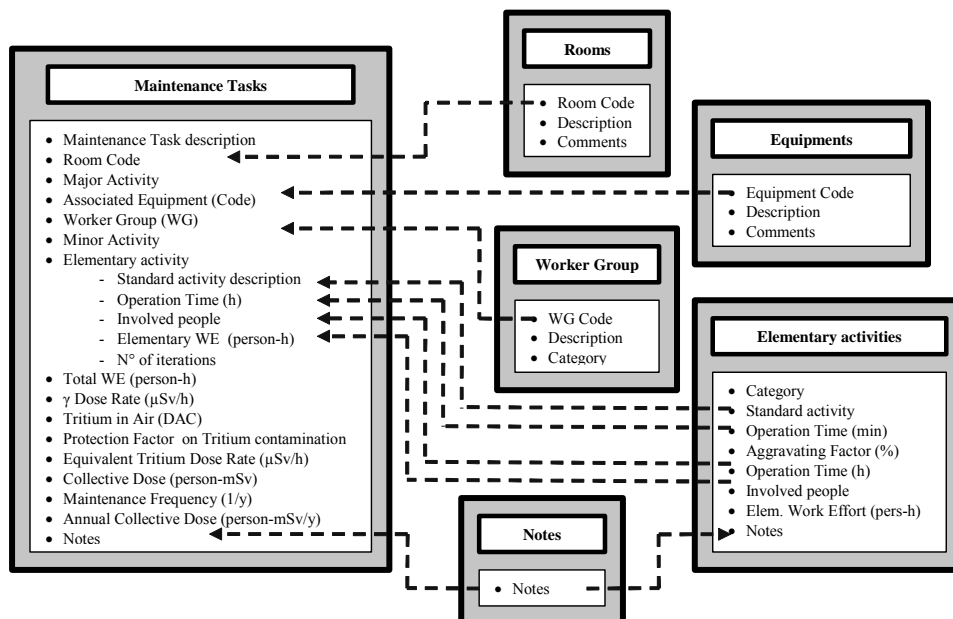 Maintenance Tasks
• Maintenance Task description
• Room Code
• Major Activity
• Associated Equipment (Code)
• Worker Group (WG)
• Minor Activity
• Elementary activity
- Standard activity description
- Operation Time (h)
- Involved people
- Elementary WE (person-h)
- N° of iterations
• Total WE (person-h)
• γ Dose Rate (µSv/h)
• Tritium in Air (DAC)
• Protection Factor on Tritium contamination
• Equivalent Tritium Dose Rate (µSv/h)
• Collective Dose (person-mSv)
• Maintenance Frequency (1/y)
• Annual Collective Dose (person-mSv/y)
• Notes
Rooms
• Room Code
• Description
• Comments
Equipments
• Equipment Code
• Description
• Comments
Worker Group
• WG Code
• Description
• Category
Elementary activities
• Category
• Standard activity
• Operation Time (min)
• Aggravating Factor (%)
• Operation Time (h)
• Involved people
• Elem. Work Effort (pers-h)
• Notes
Notes
• Notes